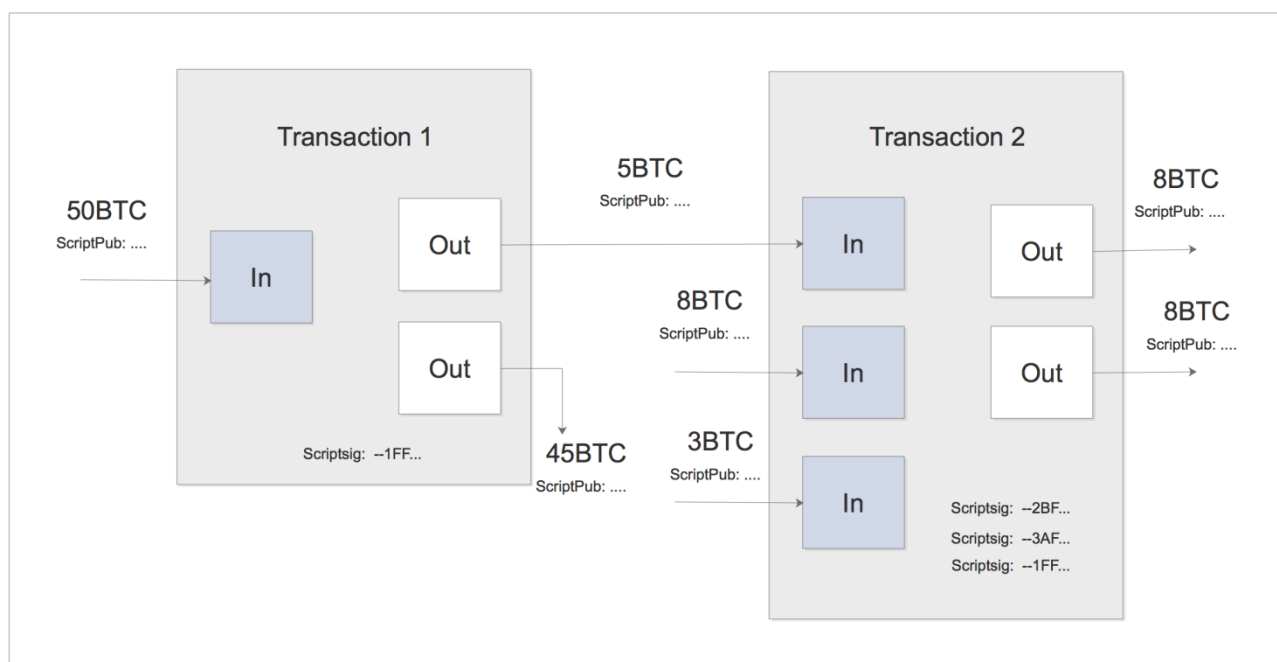 Transaction 1
50BTC
ScriptPub: ....
In
Out
Out
Scriptsig: --1FF...
5BTC
ScriptPub: ....
45BTC
ScriptPub: ....
8BTC
ScriptPub: ....
3BTC
ScriptPub: ....
Transaction 2
In
In
In
Out
Out
Scriptsig: --2BF...
Scriptsig: --3AF...
Scriptsig: --1FF...
8BTC
ScriptPub: ....
8BTC
ScriptPub: ....